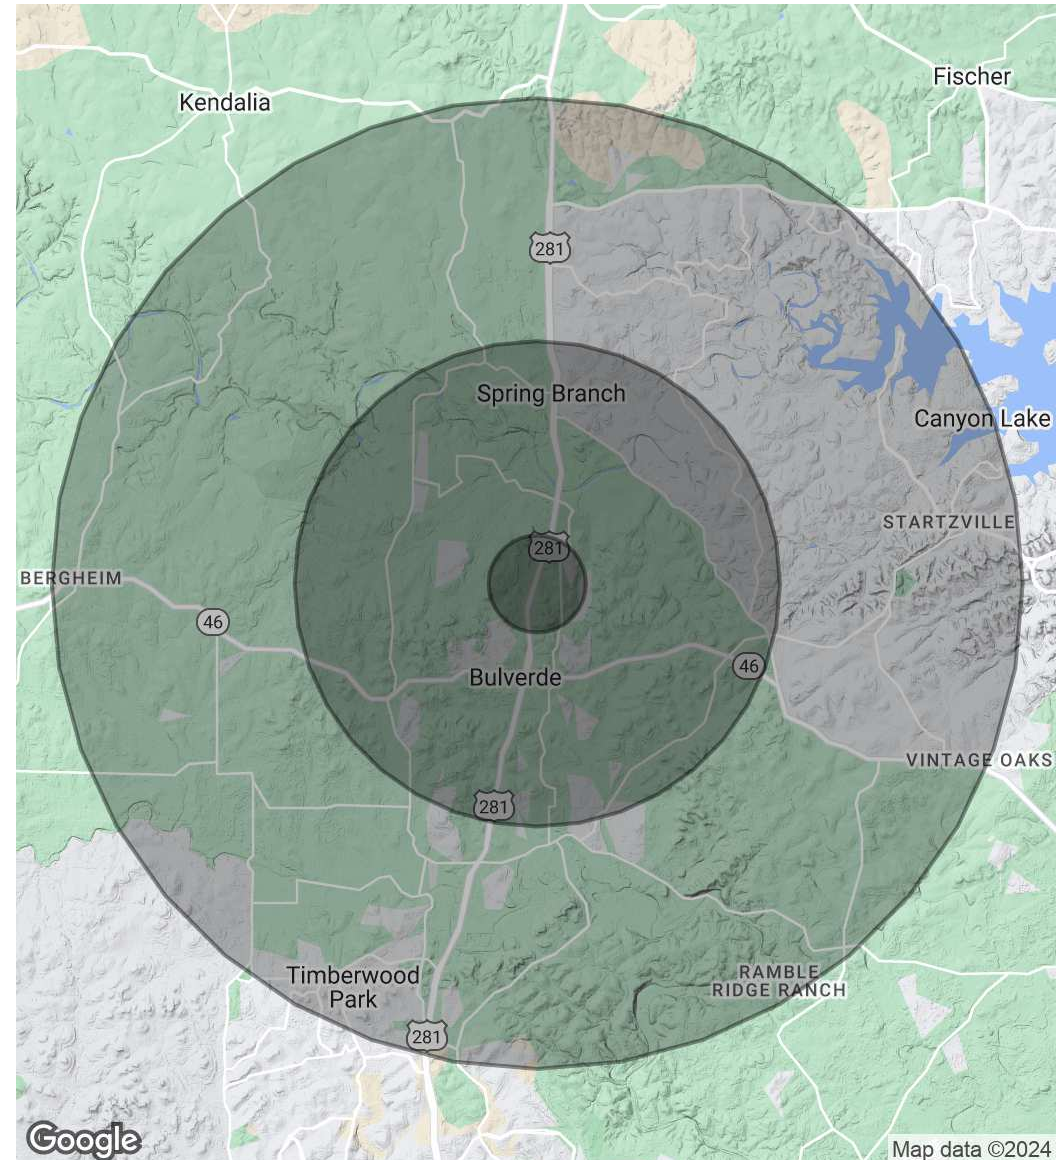 Fischer
Kendalia
281
Spring Branch
Canyon Lake
STARTZVILLE
281
BERGHEIM
46
46
Bulverde
VINTAGE OAKS
281
Timberwood
Park
RAMBLE
RIDGE RANCH
281
Google
Map data ©2024